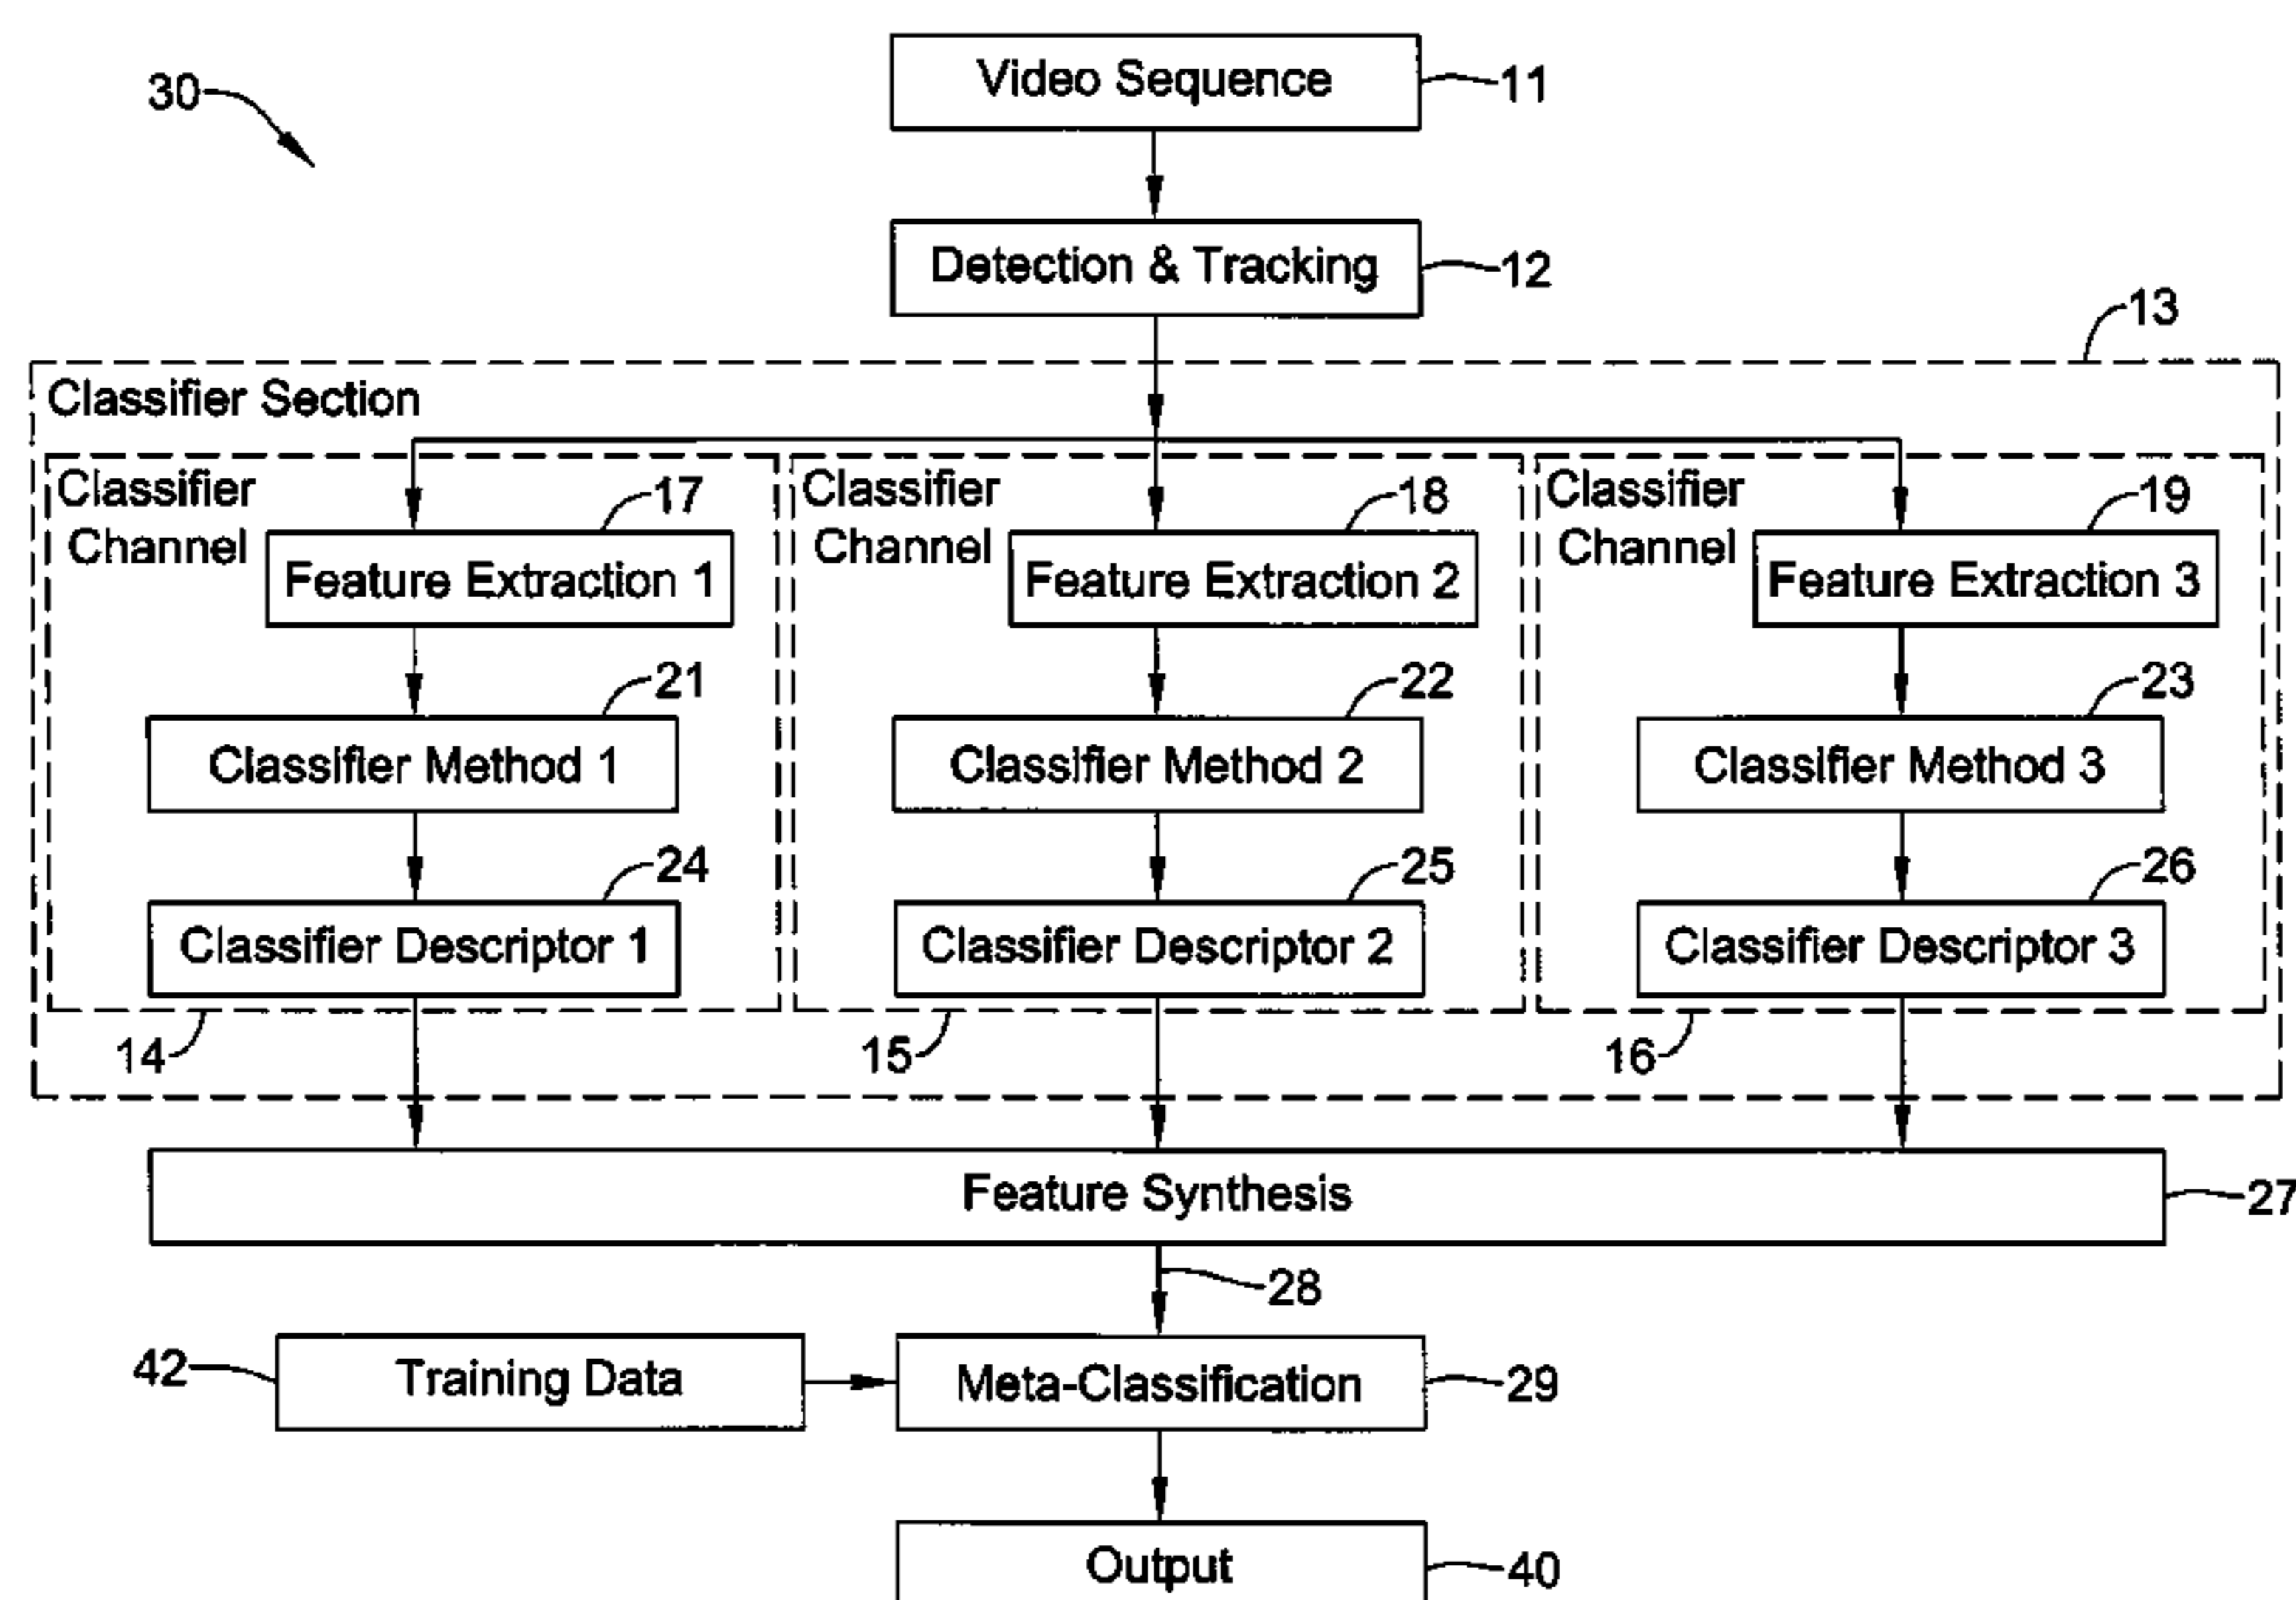 30
Video Sequence
11
Detection & Tracking
12
13
Classifier Section
Classifier
Channel
17
Feature Extraction 1
Classifier
Channel
18
Feature Extraction 2
Classifier
Channel
19
Feature Extraction 3
21
Classifier Method 1
22
Classifier Method 2
23
Classifier Method 3
24
Classifier Descriptor 1
25
Classifier Descriptor 2
26
Classifier Descriptor 3
14
15
16
Feature Synthesis
27
28
42
Training Data
Meta-Classification
29
Output
40